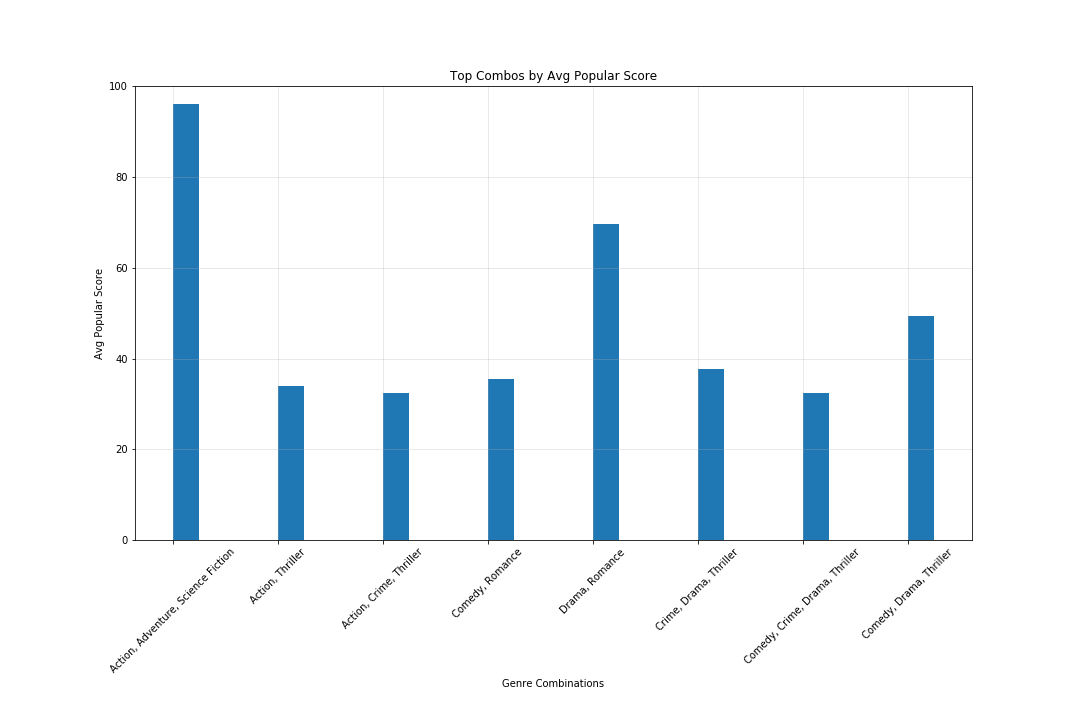 Top Combos by Avg Popular Score
100
80
60
40
20
0
Avg Popular Score
Action, Adventure, Science Fiction
Action, Thriller
Action, Crime, Thriller
Comedy, Romance
Drama, Romance
Crime, Drama, Thriller
Comedy, Crime, Drama, Thriller
Comedy, Drama, Thriller
Genre Combinations